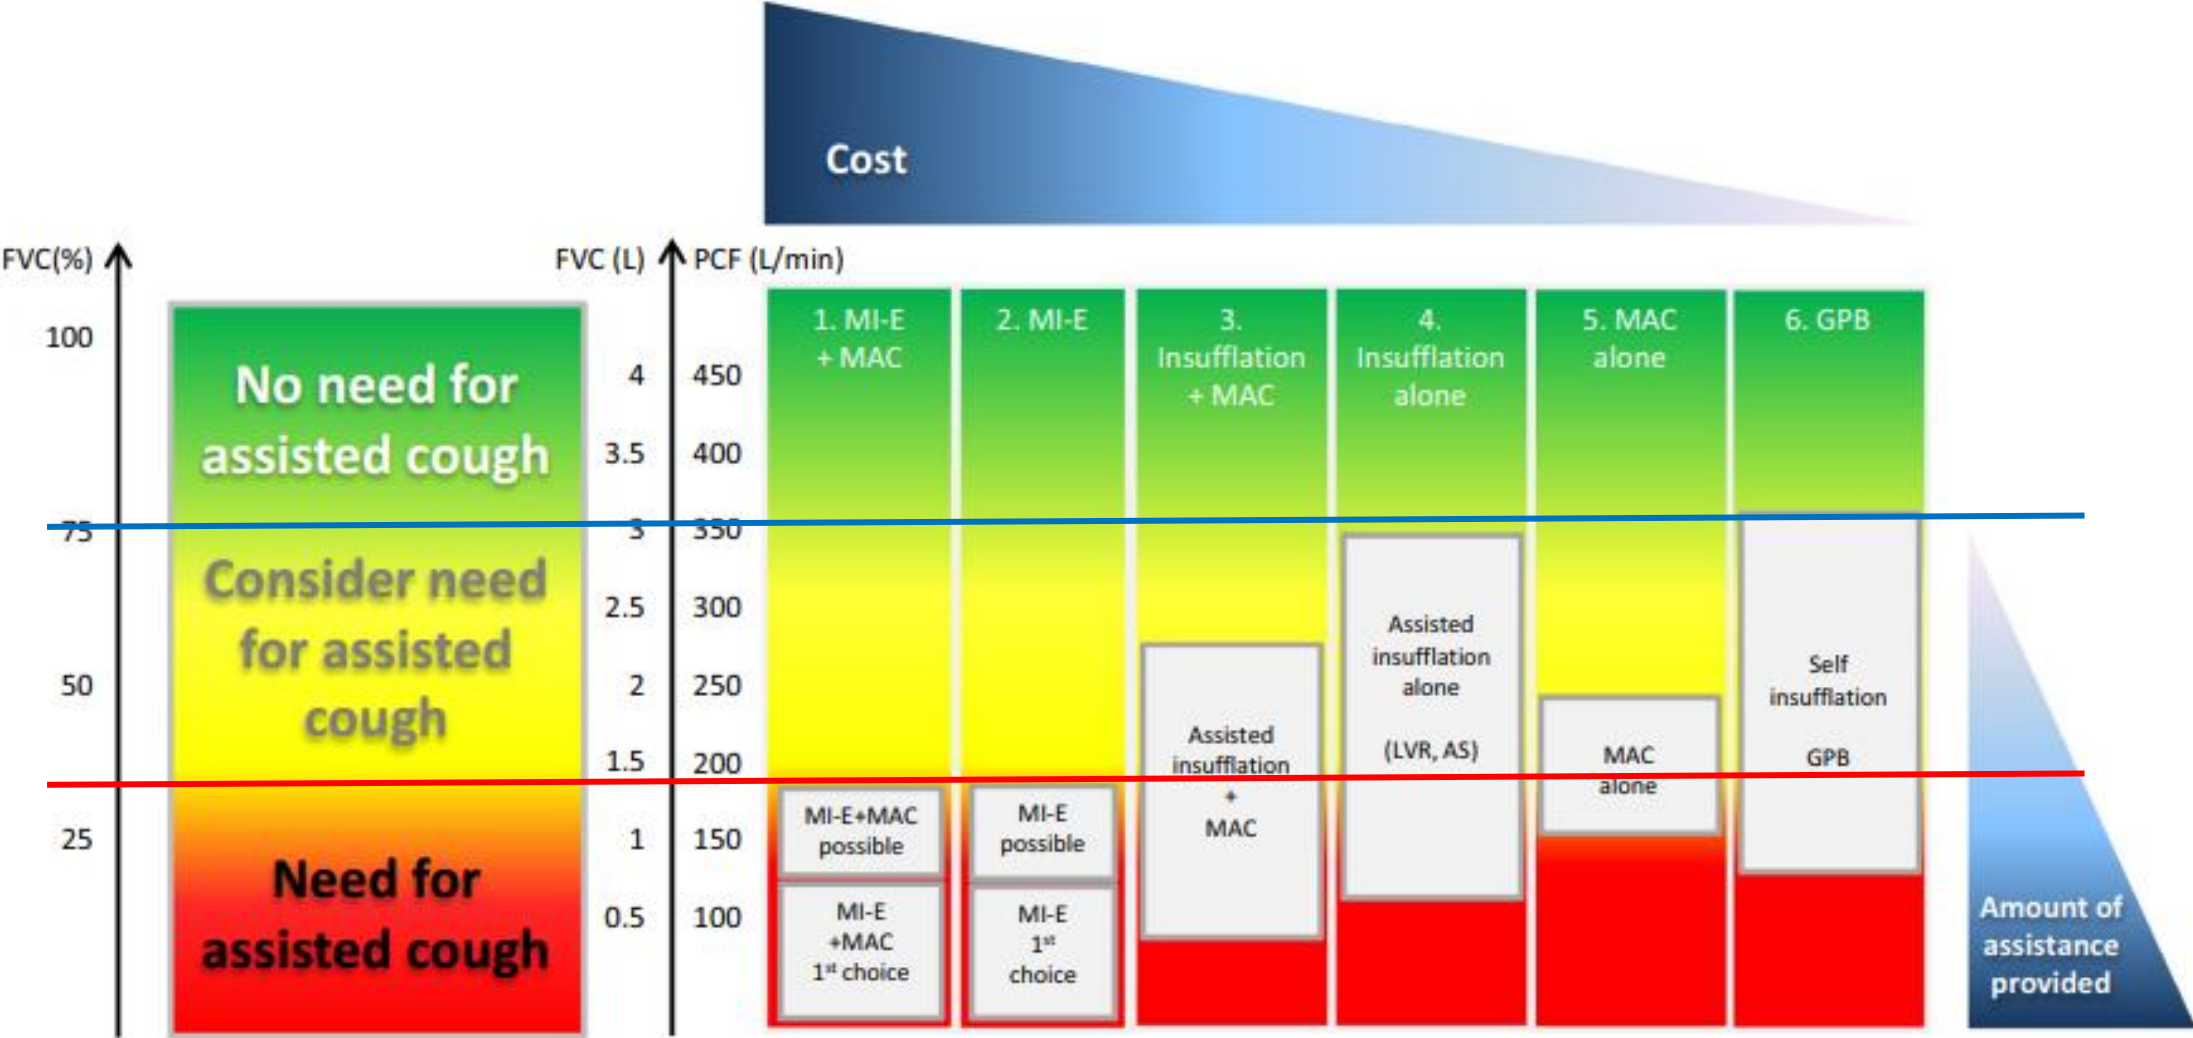 Cost
FVC(%)
100
75
50
25
No need for
assisted cough
Consider need
for assisted
cough
Need for
assisted cough
FVC (L)
4
3.5
3
2.5
2
1.5
1
0.5
PCF (L/min)
450
400
350
300
250
200
150
100
1. MI-E
+ MAC
MI-E+MAC
possible
MI-E
+MAC
1st choice
2. MI-E
MI-E
possible
MI-E
1st
choice
3.
Insufflation
+ MAC
Assisted
insufflation
+
MAC
4.
Insufflation
alone
Assisted
insufflation
alone
(LVR, AS)
5. MAC
alone
MAC
alone
6. GPB
Self
insufflation
GPB
Amount of
assistance
provided